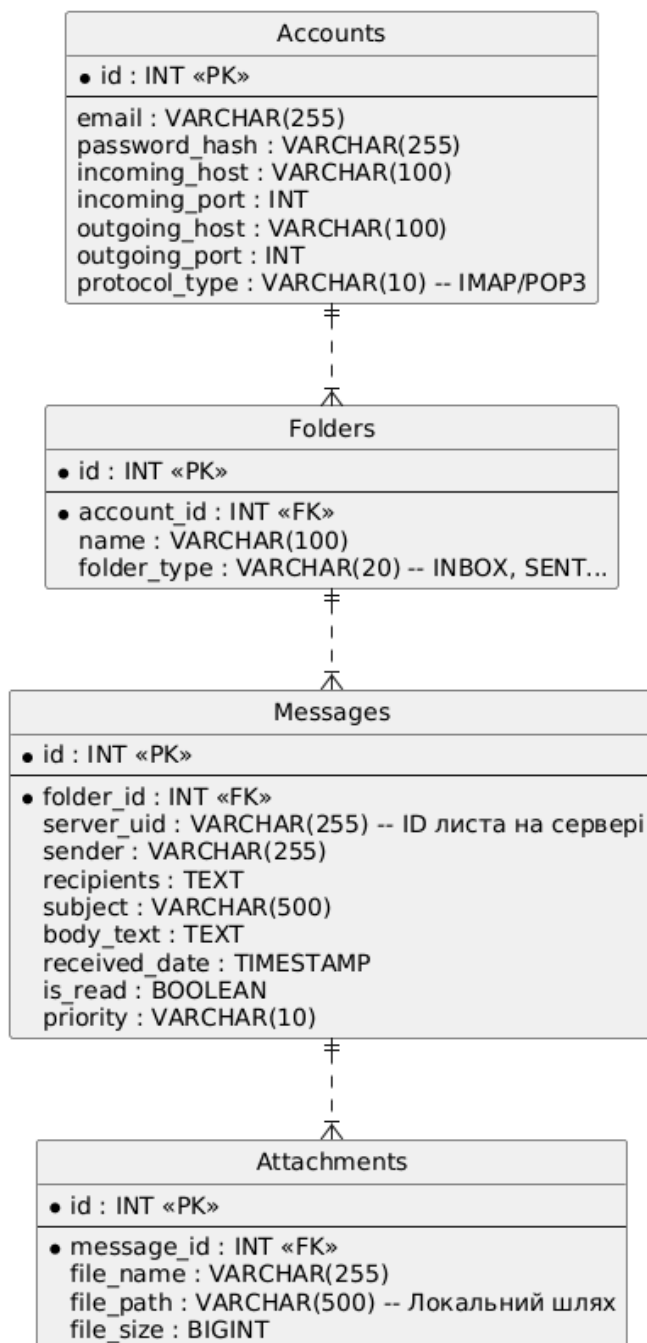 Accounts
id : INT «PK»
email : VARCHAR(255)
password_hash : VARCHAR(255)
incoming_host : VARCHAR(100)
incoming_port : INT
outgoing_host : VARCHAR(100)
outgoing_port : INT
protocol_type : VARCHAR(10) -- IMAP/POP3
Folders
id : INT «PK»
account_id : INT «FK»
name : VARCHAR(100)
folder_type : VARCHAR(20) -- INBOX, SENT...
Messages
id : INT «PK»
folder_id : INT «FK»
server_uid : VARCHAR(255) -- ID листа на сервері
sender : VARCHAR(255)
recipients : TEXT
subject : VARCHAR(500)
body_text : TEXT
received_date : TIMESTAMP
is_read : BOOLEAN
priority : VARCHAR(10)
Attachments
id : INT «PK»
message_id : INT «FK»
file_name : VARCHAR(255)
file_path : VARCHAR(500) -- Локальний шлях
file_size : BIGINT